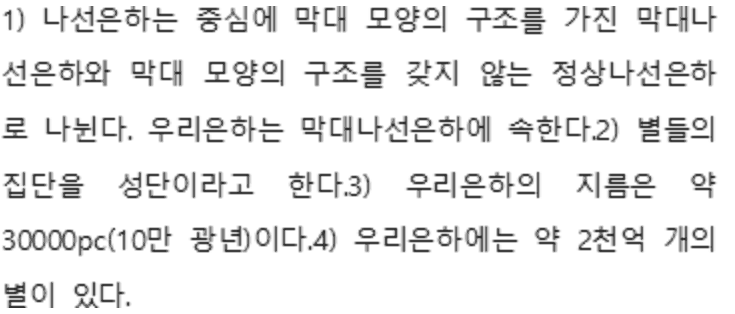 1) 나선은하는 중심에 막대 모양의 구조를 가진 막대나
선은하와 막대 모양의 구조를 갖지 않는 정상나선은하
로 나뉜다. 우리은하는 막대나선은하에 속한다.2) 별들의
집단을 성단이라고 한다.3) 우리은하의 지름은 약
30000pc(10만 광년)이다.4) 우리은하에는 약 2천억 개의
별이 있다.